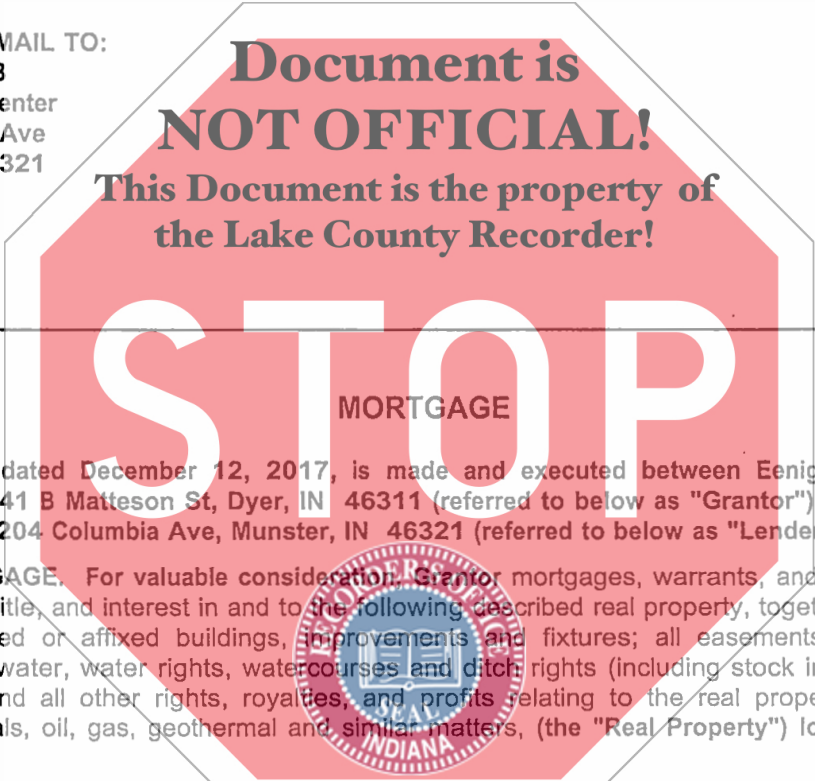 MAIL TO:
B
enter
Ave
321
Document is
NOT OFFICIAL!
This Document is the property of
the Lake County Recorder!
STOP
MORTGAGE
dated December 12, 2017, is made and executed between Eenig
41 B Matteson St, Dyer, IN 46311 (referred to below as "Grantor")
204 Columbia Ave, Munster, IN 46321 (referred to below as "Lender
GAGE. For valuable consideration, Grantor mortgages, warrants, and
itle, and interest in and to the following described real property, toget
ed or affixed buildings, improvements and fixtures; all easements
water, water rights, watercourses and ditch rights (including stock i
nd all other rights, royalties, and profits relating to the real prope
ls, oil, gas, geothermal and similar matters, (the "Real Property") lo
RECORDER'S OFFICE
SEAL
INDIANA